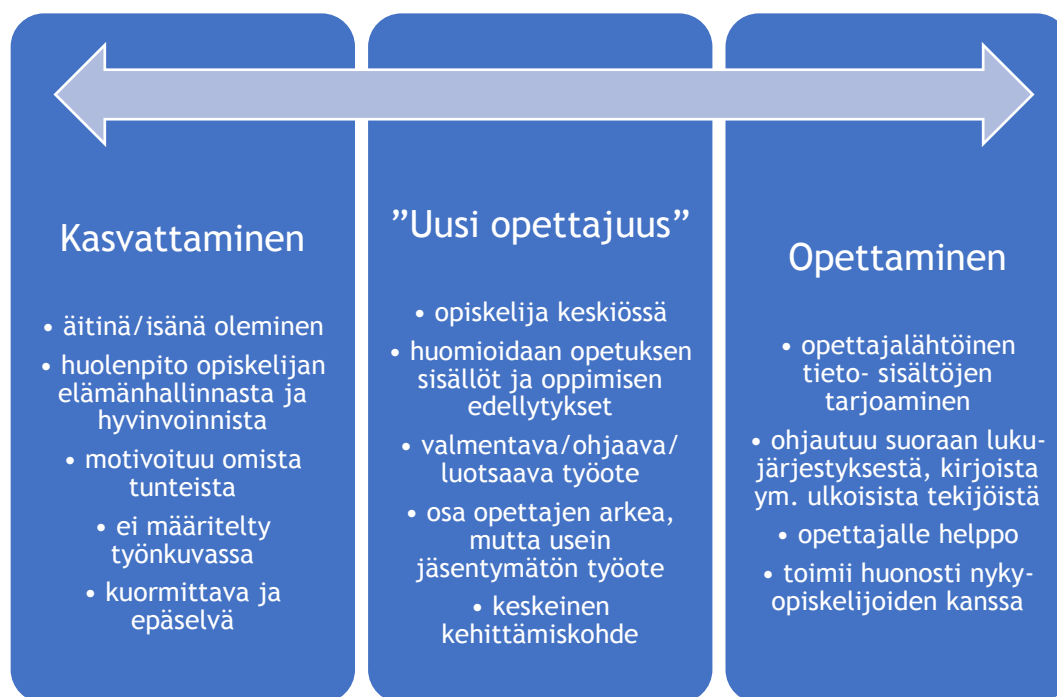 Kasvattaminen
• äitinä/isänä oleminen
• huolenpito opiskelijan
elämänhallinnasta ja
hyvinvoinnista
• motivoituu omista
tunteista
• ei määritelty
työnkuvassa
• kuormittava ja
epäselvä
”Uusi opettajuus”
• opiskelija keskiössä
• huomioidaan opetuksen
sisällöt ja oppimisen
edellytykset
• valmentava/ohjaava/
luotsaava työote
• osa opettajen arkea,
mutta usein
jäsentymätön työote
• keskeinen
kehittämiskohde
Opettaminen
• opettajalähtöinen
tieto- sisältöjen
tarjoaminen
• ohjautuu suoraan luku-
järjestyksestä, kirjoista
ym. ulkoisista tekijöistä
• opettajalle helppo
• toimii huonosti nyky-
opiskelijoiden kanssa